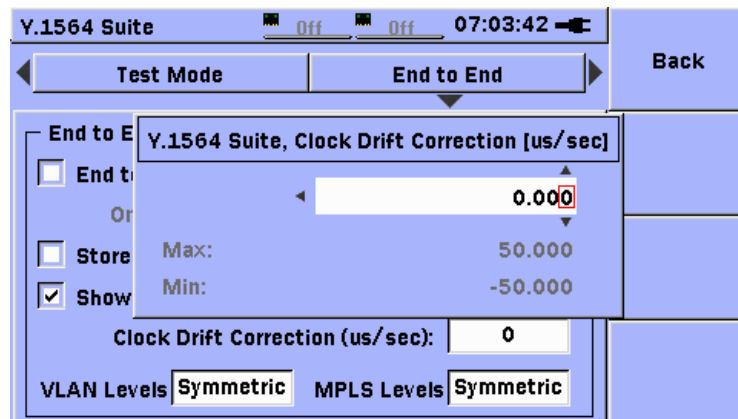 Y.1564 Suite Off Off 07:03:42
Back
Test Mode End to End
End to E
Y.1564 Suite, Clock Drift Correction [us/sec]
End t
0.000
Or
Store
Max: 50.000
Min: -50.000
Show
Clock Drift Correction (us/sec): 0
VLAN Levels Symmetric MPLS Levels Symmetric